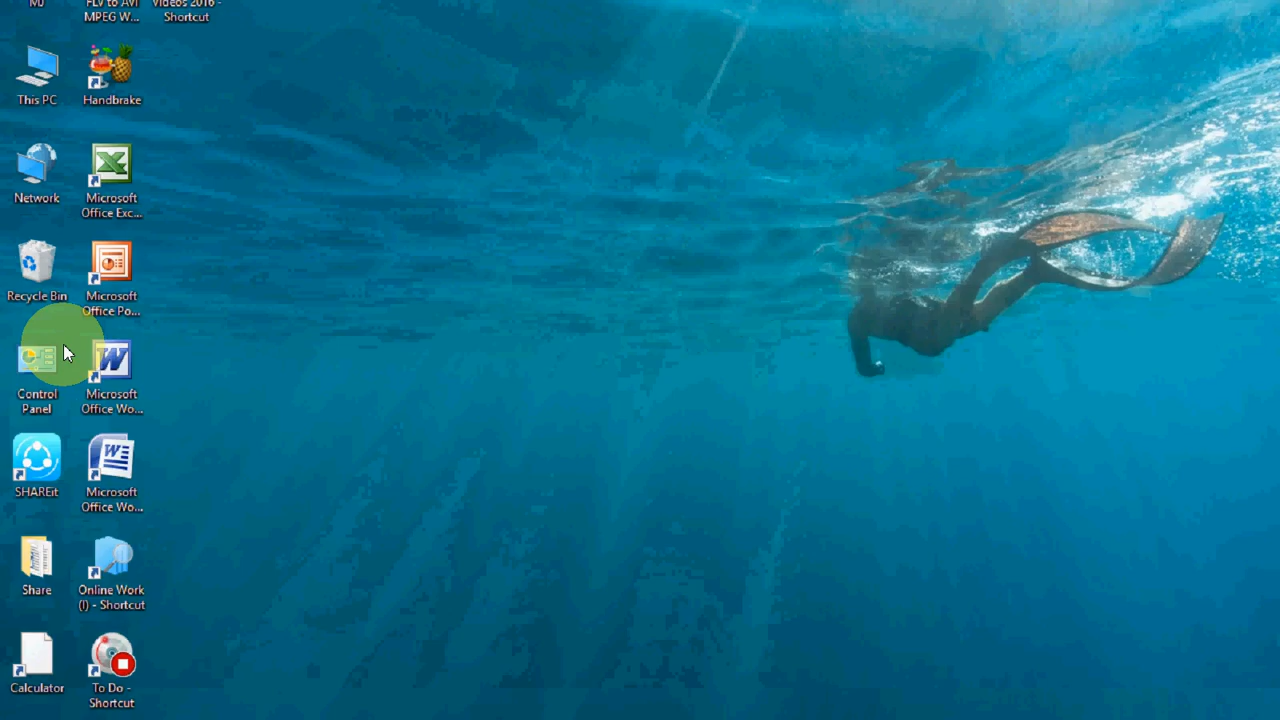 MJ
FLV to AVI
MPEG W...
Videos 2016 -
Shortcut
This PC
Handbrake
Network
Microsoft
Office Exc...
Recycle Bin
Microsoft
Office Po...
Control
Panel
Microsoft
Office Wo...
SHAREit
Microsoft
Office Wo...
Share
Online Work
(I) - Shortcut
Calculator
To Do -
Shortcut